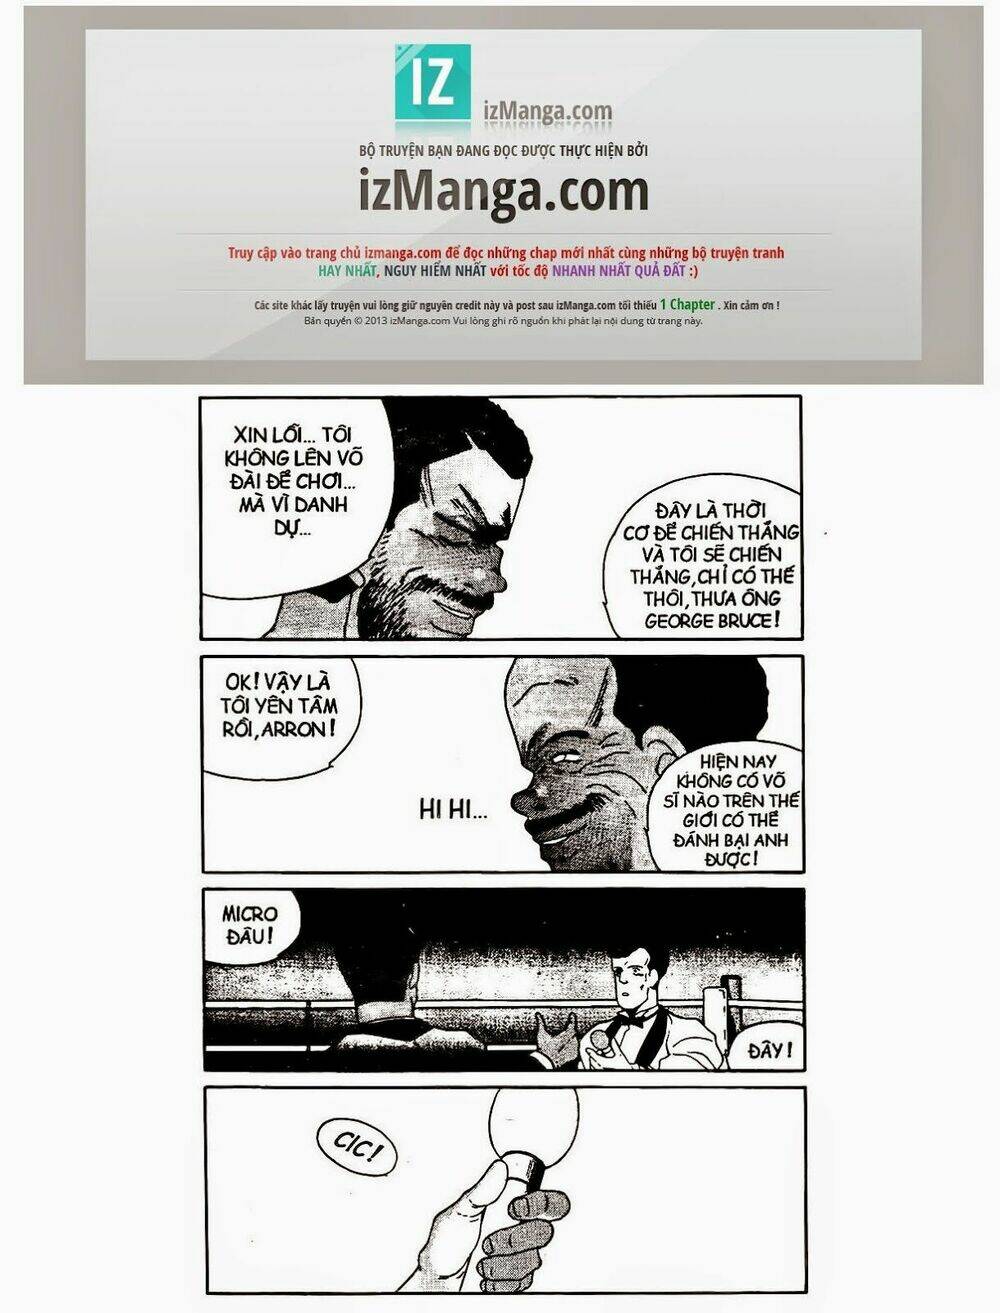 IZ
izManga.com
BỘ TRUYỆN BẠN ĐANG ĐỌC ĐƯỢC THỰC HIỆN BỞI
izManga.com
Truy cập vào trang chủ izmanga.com để đọc những chap mới nhất cùng những bộ truyện tranh
HAY NHẤT, NGUY HIỂM NHẤT với tốc độ NHANH NHẤT QUẢ ĐẤT :)
Các site khác lấy truyện vui lòng giữ nguyên credit này và post sau izManga.com tối thiểu 1 Chapter . Xin cảm ơn !
Bản quyền © 2013 izManga.com Vui lòng ghi rõ nguồn khi phát lại nội dung từ trang này.
XIN LỖI... TÔI
KHÔNG LÊN VÕ
ĐÀI ĐỂ CHƠI...
MÀ VÌ DANH
DỰ...
ĐÂY LÀ THỜI
CƠ ĐỂ CHIẾN THẮNG
VÀ TÔI SẼ CHIẾN
THẮNG,CHỈ CÓ THẾ
THÔI,THƯA ÔNG
GEORGE BRUCE!
OK! VẬY LÀ
TÔI YÊN TÂM
RỒI,ARRON!
HI HI...
HIỆN NAY
KHÔNG CÓ VÕ
SĨ NÀO TRÊN THẾ
GIỚI CÓ THỂ
ĐÁNH BẠI ANH
ĐƯỢC!
MICRO
ĐÂU!
ĐÂY!
CIC!